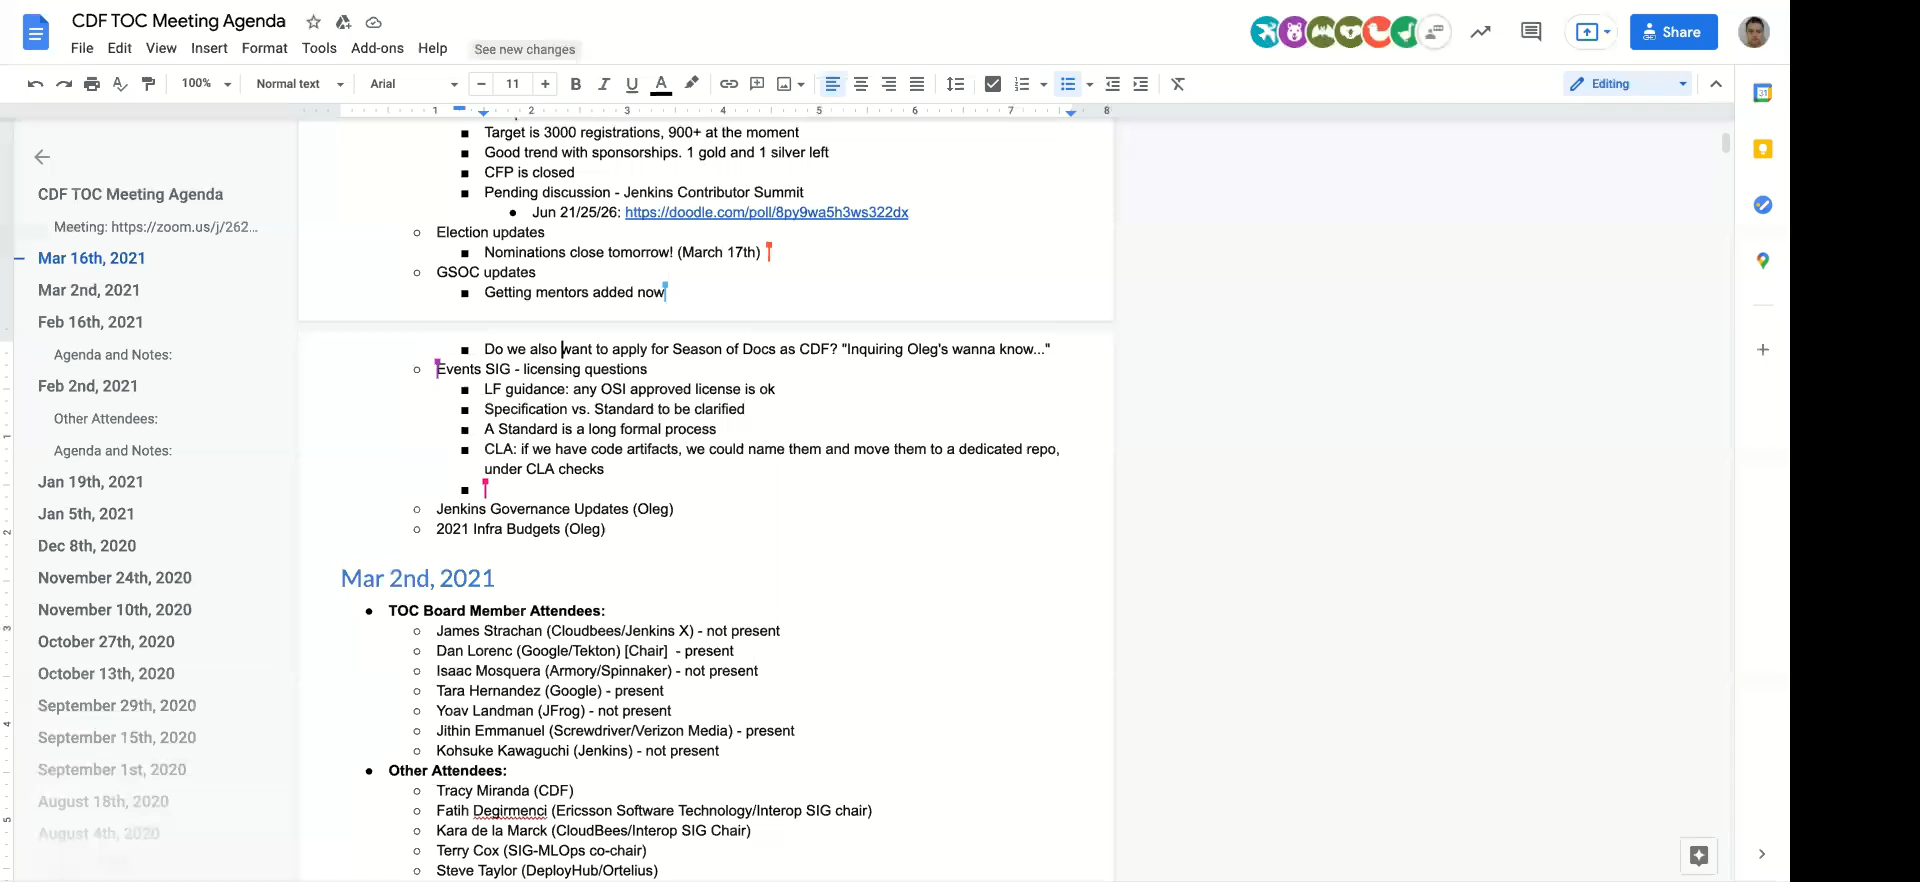 CDF TOC Meeting Agenda
File Edit View Insert Format Tools Add-ons Help See new changes
Share
100% Normal text Arial 11 Editing
1 2 3 4 5 6 7 8
CDF TOC Meeting Agenda
Meeting: https://zoom.us/j/262...
Mar 16th, 2021
Mar 2nd, 2021
Feb 16th, 2021
Agenda and Notes:
Feb 2nd, 2021
Other Attendees:
Agenda and Notes:
Jan 19th, 2021
Jan 5th, 2021
Dec 8th, 2020
November 24th, 2020
November 10th, 2020
October 27th, 2020
October 13th, 2020
September 29th, 2020
September 15th, 2020
September 1st, 2020
August 18th, 2020
August 4th, 2020
Target is 3000 registrations, 900+ at the moment
Good trend with sponsorships. 1 gold and 1 silver left
CFP is closed
Pending discussion - Jenkins Contributor Summit
Jun 21/25/26: https://doodle.com/poll/8py9wa5h3ws322dx
Election updates
Nominations close tomorrow! (March 17th)
GSOC updates
Getting mentors added now
Do we also want to apply for Season of Docs as CDF? "Inquiring Oleg's wanna know..."
Events SIG - licensing questions
LF guidance: any OSI approved license is ok
Specification vs. Standard to be clarified
A Standard is a long formal process
CLA: if we have code artifacts, we could name them and move them to a dedicated repo,
under CLA checks
Jenkins Governance Updates (Oleg)
2021 Infra Budgets (Oleg)
Mar 2nd, 2021
TOC Board Member Attendees:
James Strachan (Cloudbees/Jenkins X) - not present
Dan Lorenc (Google/Tekton) [Chair] - present
Isaac Mosquera (Armory/Spinnaker) - not present
Tara Hernandez (Google) - present
Yoav Landman (JFrog) - not present
Jithin Emmanuel (Screwdriver/Verizon Media) - present
Kohsuke Kawaguchi (Jenkins) - not present
Other Attendees:
Tracy Miranda (CDF)
Fatih Degirmenci (Ericsson Software Technology/Interop SIG chair)
Kara de la Marck (CloudBees/Interop SIG Chair)
Terry Cox (SIG-MLOps co-chair)
Steve Taylor (DeployHub/Ortelius)